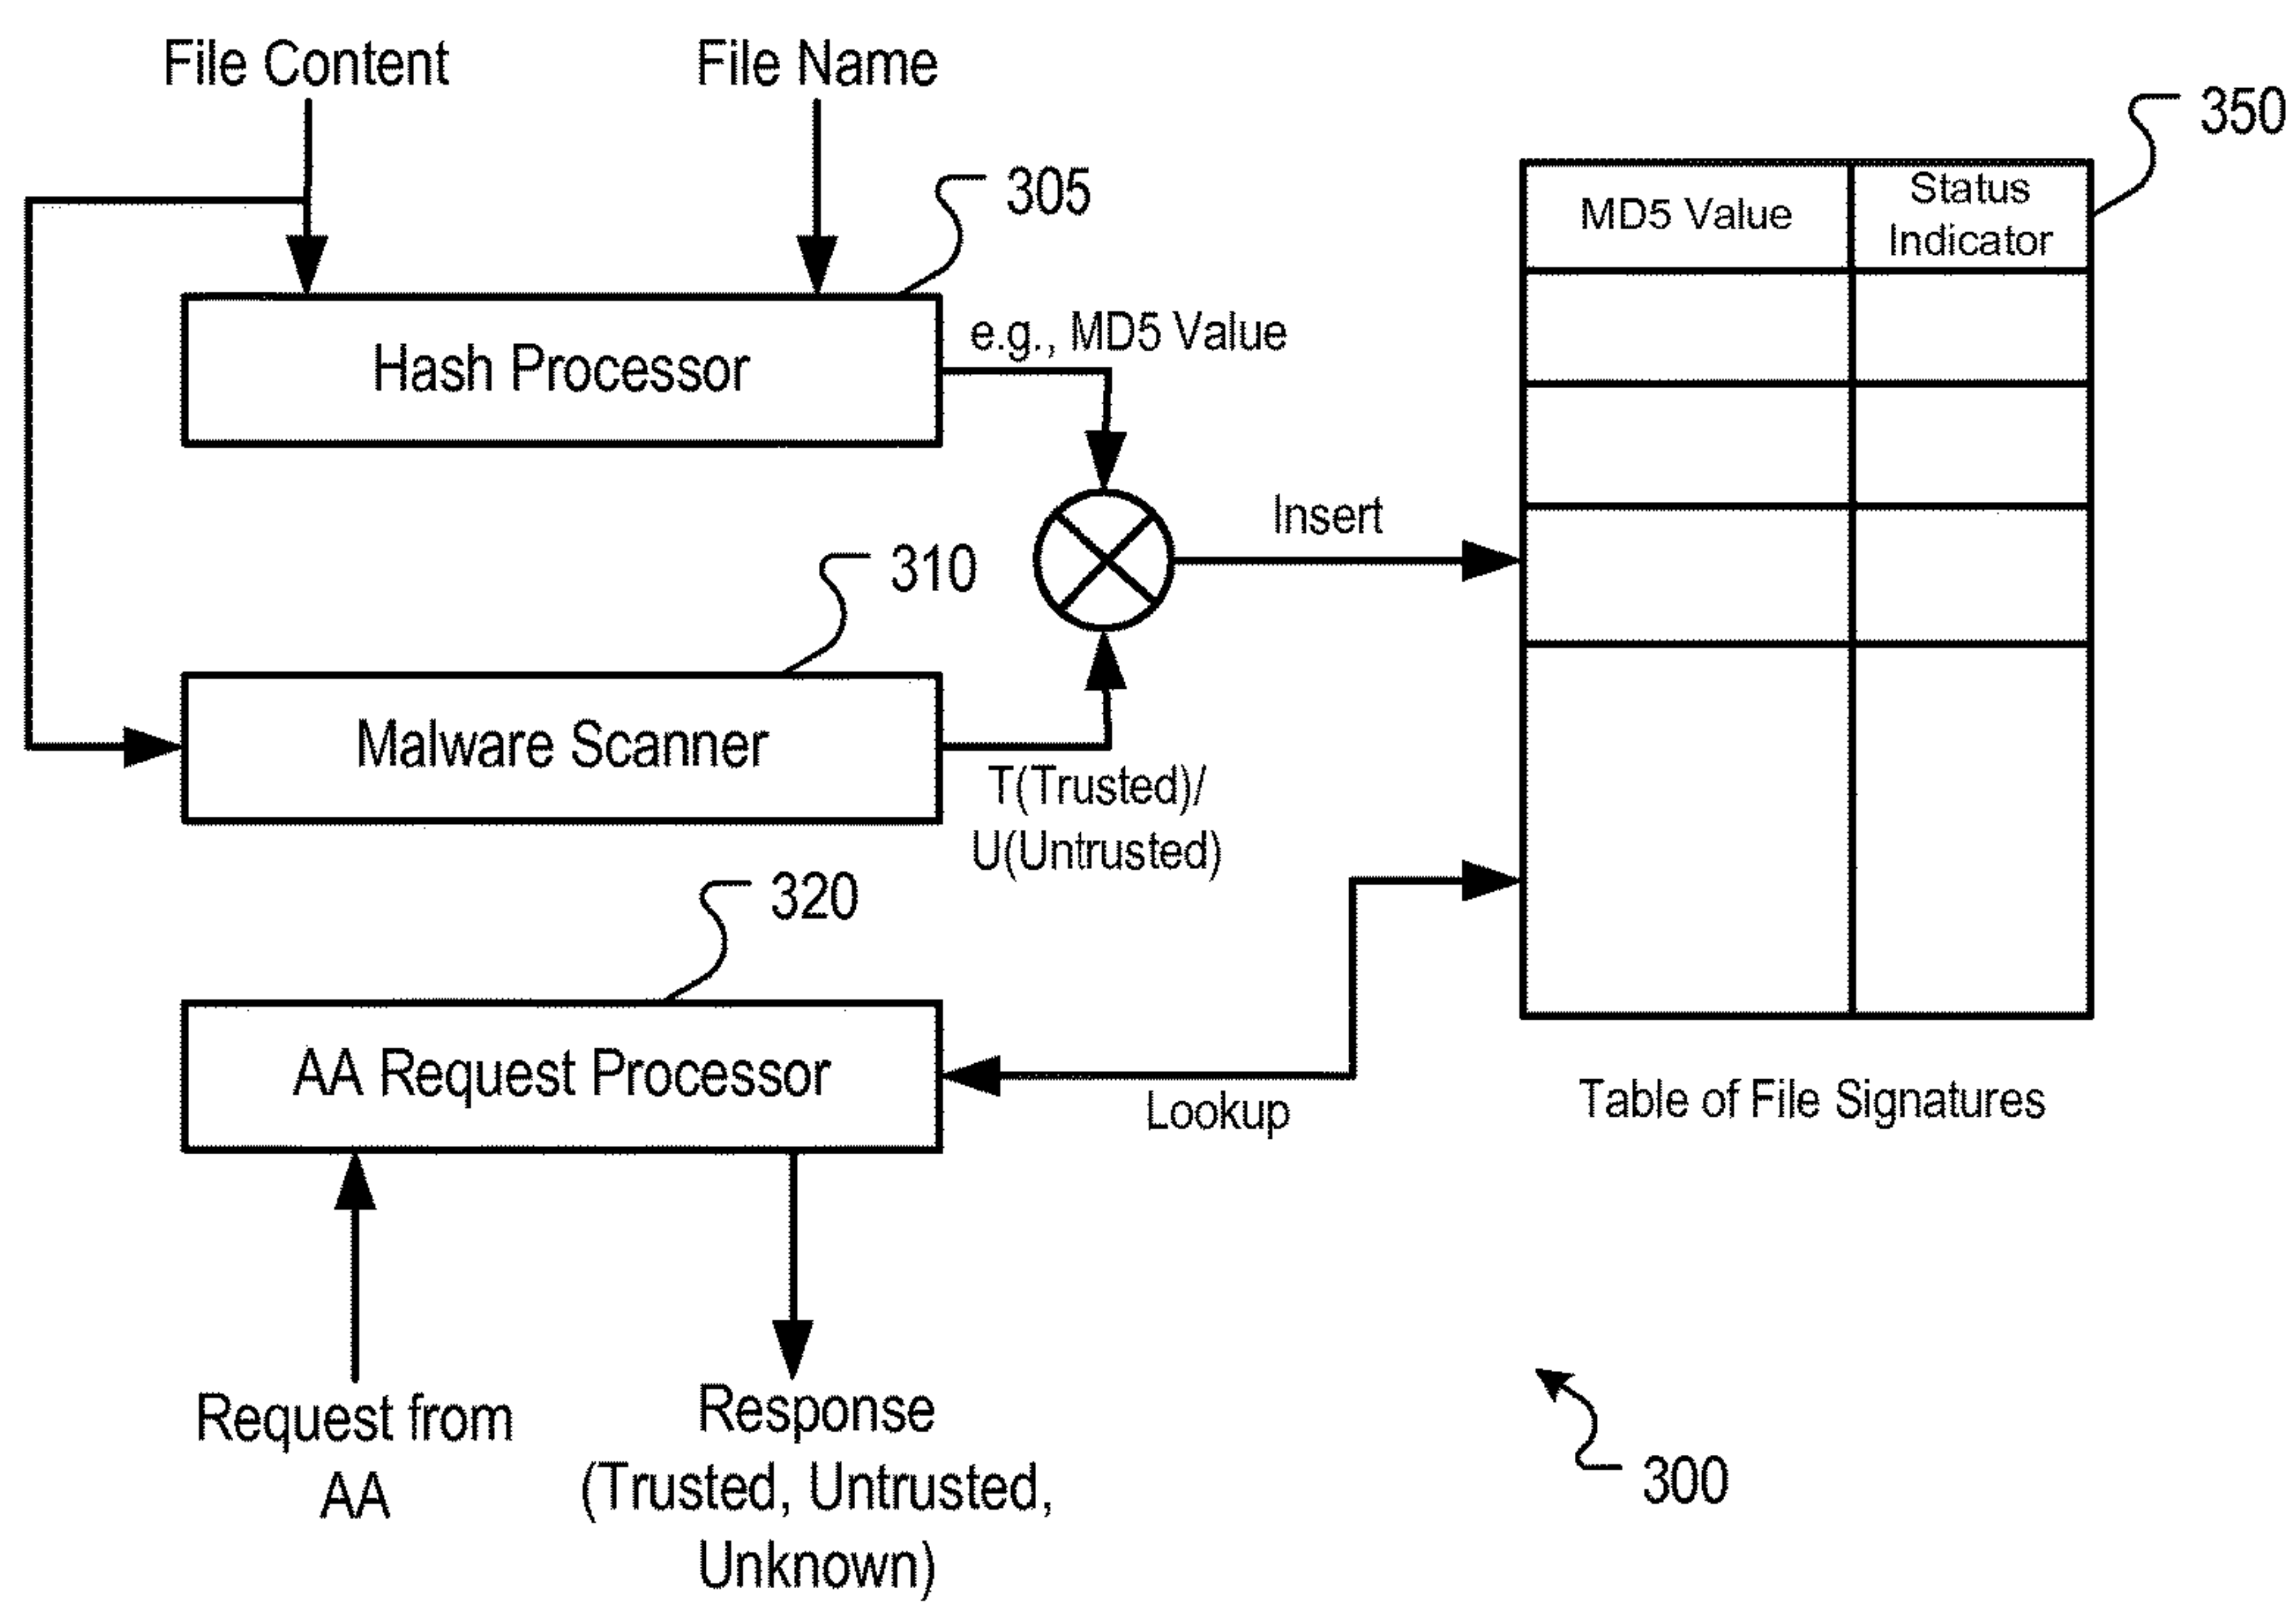 File Content
File Name
350
305
MD5 Value
Status
Indicator
e.g., MD5 Value
Hash Processor
Insert
310
Malware Scanner
T(Trusted)/
U(Untrusted)
320
AA Request Processor
Lookup
Table of File Signatures
Request from
AA
Response
(Trusted, Untrusted,
Unknown)
300